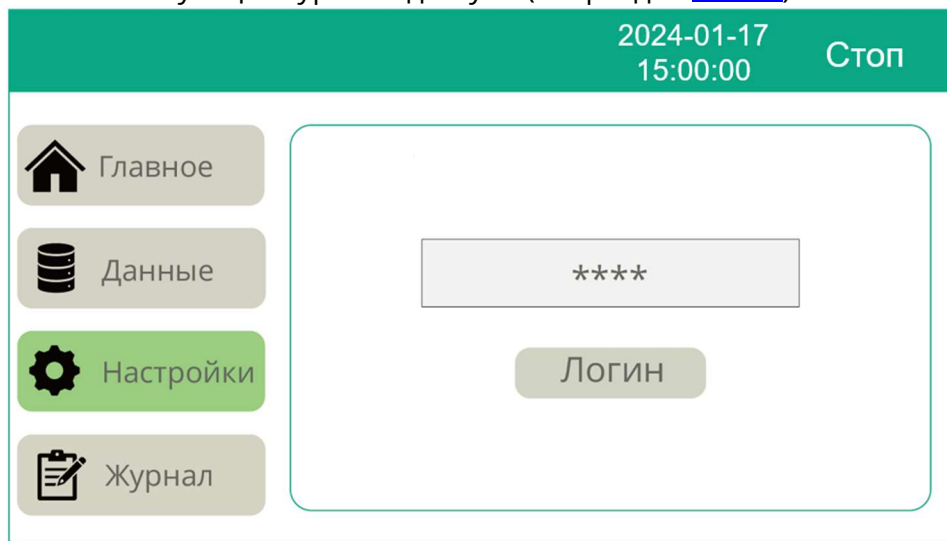 2024-01-17
15:00:00
Стоп
Главное
Данные
****
Настройки
Логин
Журнал